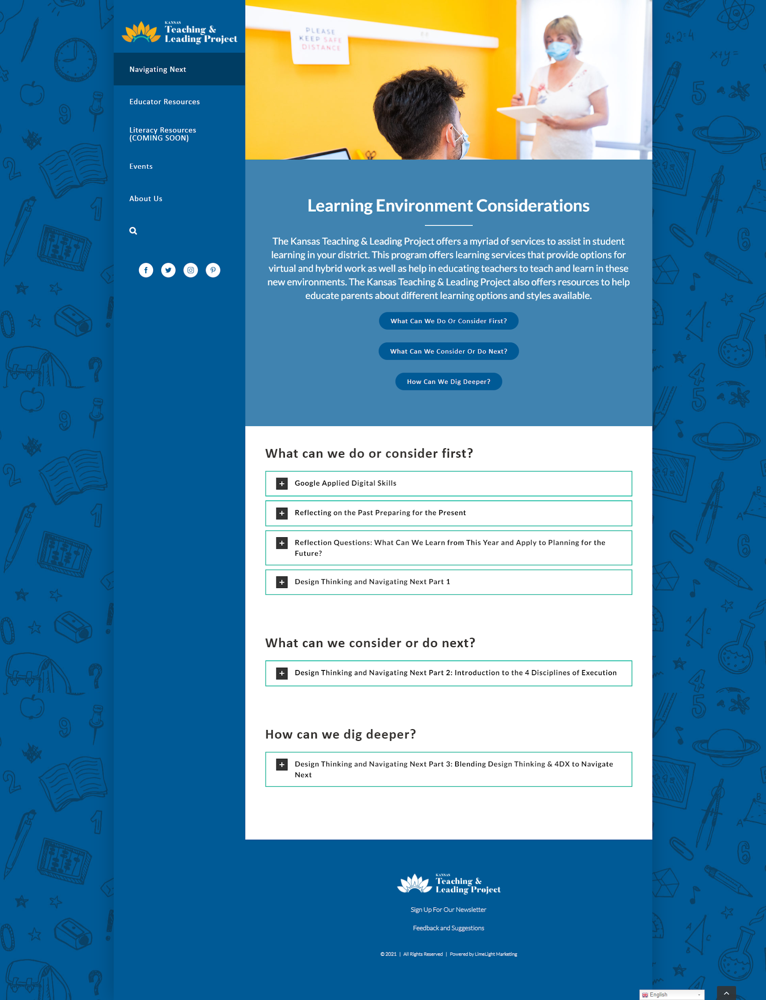 KANSAS
Teaching &
Leading Project
Navigating Next
Educator Resources
Literacy Resources
(COMING SOON)
Events
About Us
PLEASE
KEEP SAFE
DISTANCE
Learning Environment Considerations
The Kansas Teaching & Leading Project offers a myriad of services to assist in student
learning in your district. This program offers learning services that provide options for
virtual and hybrid work as well as help in educating teachers to teach and learn in these
new environments. The Kansas Teaching & Leading Project also offers resources to help
educate parents about different learning options and styles available.
What Can We Do Or Consider First?
What Can We Consider Or Do Next?
How Can We Dig Deeper?
What can we do or consider first?
Google Applied Digital Skills
Reflecting on the Past Preparing for the Present
Reflection Questions: What Can We Learn from This Year and Apply to Planning for the
Future?
Design Thinking and Navigating Next Part 1
What can we consider or do next?
Design Thinking and Navigating Next Part 2: Introduction to the 4 Disciplines of Execution
How can we dig deeper?
Design Thinking and Navigating Next Part 3: Blending Design Thinking & 4DX to Navigate
Next
KANSAS
Teaching &
Leading Project
Sign Up For Our Newsletter
Feedback and Suggestions
© 2021 | All Rights Reserved | Powered by LimeLight Marketing
English